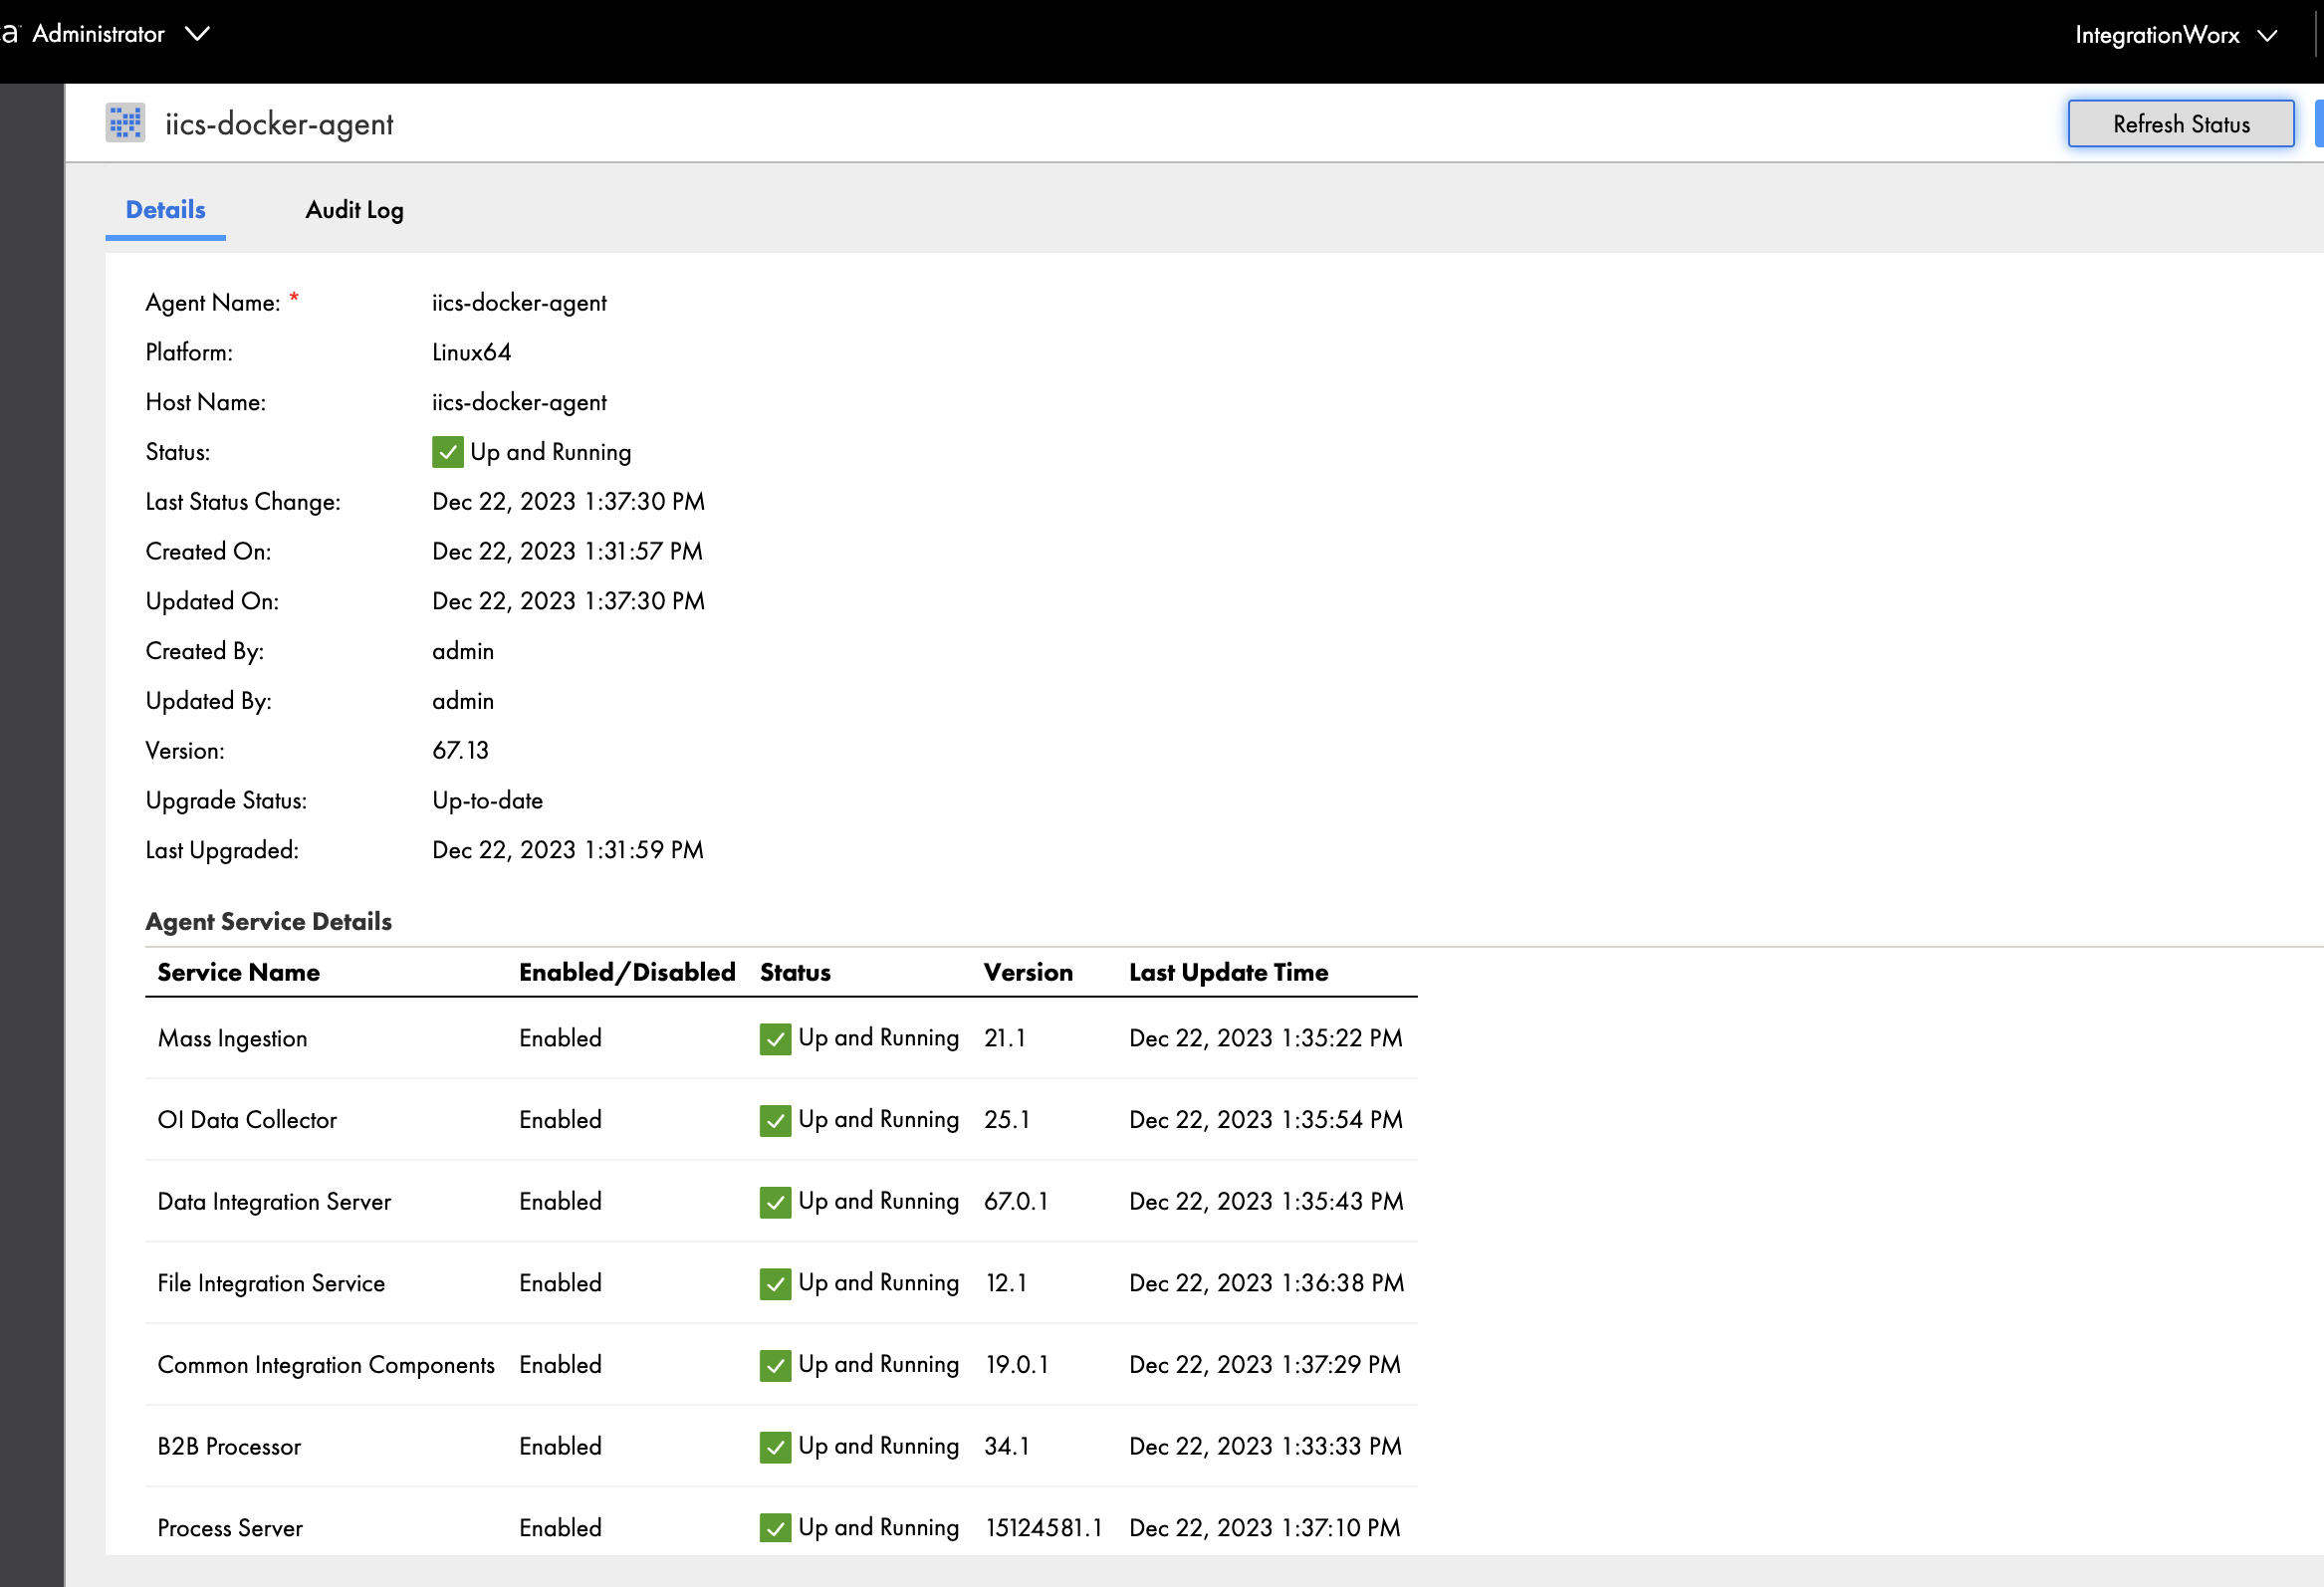 a Administrator
IntegrationWorx
iics-docker-agent
Refresh Status
Details Audit Log
Agent Name: * iics-docker-agent
Platform: Linux64
Host Name: iics-docker-agent
Status: Up and Running
Last Status Change: Dec 22, 2023 1:37:30 PM
Created On: Dec 22, 2023 1:31:57 PM
Updated On: Dec 22, 2023 1:37:30 PM
Created By: admin
Updated By: admin
Version: 67.13
Upgrade Status: Up-to-date
Last Upgraded: Dec 22, 2023 1:31:59 PM
Agent Service Details
Service Name Enabled/Disabled Status Version Last Update Time
Mass Ingestion Enabled Up and Running 21.1 Dec 22, 2023 1:35:22 PM
OI Data Collector Enabled Up and Running 25.1 Dec 22, 2023 1:35:54 PM
Data Integration Server Enabled Up and Running 67.0.1 Dec 22, 2023 1:35:43 PM
File Integration Service Enabled Up and Running 12.1 Dec 22, 2023 1:36:38 PM
Common Integration Components Enabled Up and Running 19.0.1 Dec 22, 2023 1:37:29 PM
B2B Processor Enabled Up and Running 34.1 Dec 22, 2023 1:33:33 PM
Process Server Enabled Up and Running 15124581.1 Dec 22, 2023 1:37:10 PM